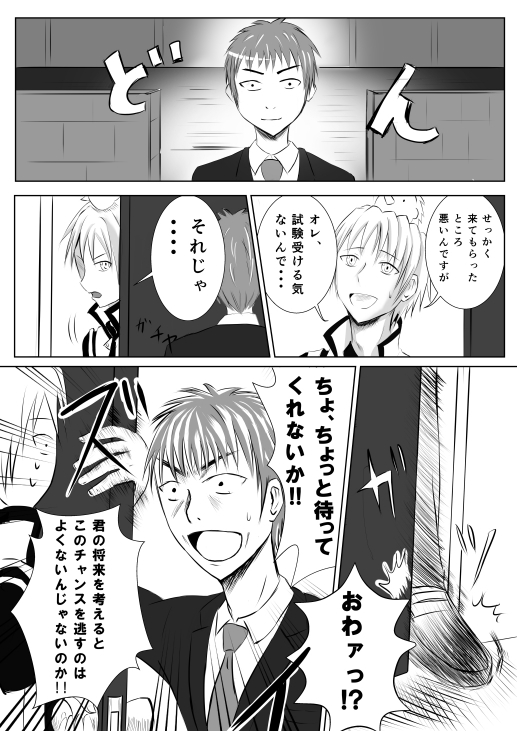 どーん
せっかく
来てもらった
ところ
悪いんですが
オレ、
試験受ける気
ないんで・・・
それじゃ
・・・
ガチャ
おわァっ!?
ちょ、ちょっと待って
くれないか!!
ズ
君の将来を考えると
このチャンスを逃すのは
よくないんじゃないのか!!